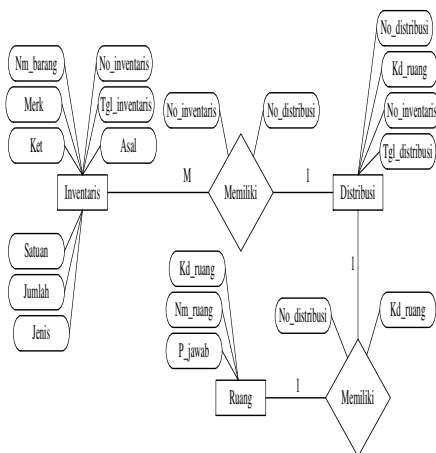 No_distribusi
Nm_barang
No_inventaris
Kd_ruang
Merk
Tgl_inventaris
No_inventaris
No_distribusi
No_inventaris
Ket
Asal
Tgl_distribusi
M
1
Inventaris
Memiliki
Distribusi
Satuan
Kd_ruang
1
Jumlah
Nm_ruang
No_distribusi
Kd_ruang
Jenis
P_jawab
Ruang
1
Memiliki